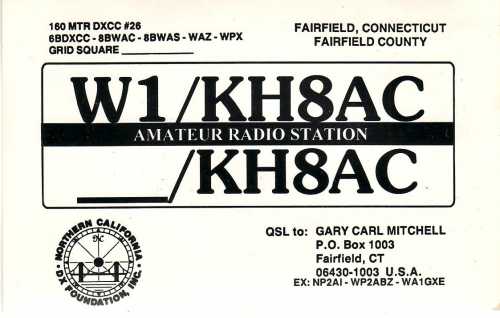 160 MTR DXCC #26
6BDXCC - 8BWAC - 8BWAS - WAZ - WPX
GRID SQUARE ____________
FAIRFIELD, CONNECTICUT
FAIRFIELD COUNTY
W1/KH8AC
AMATEUR RADIO STATION
____/KH8AC
NORTHERN CALIFORNIA
DX FOUNDATION, INC.
QSL to: GARY CARL MITCHELL
P.O. Box 1003
Fairfield, CT
06430-1003 U.S.A.
EX: NP2AI - WP2ABZ - WA1GXE